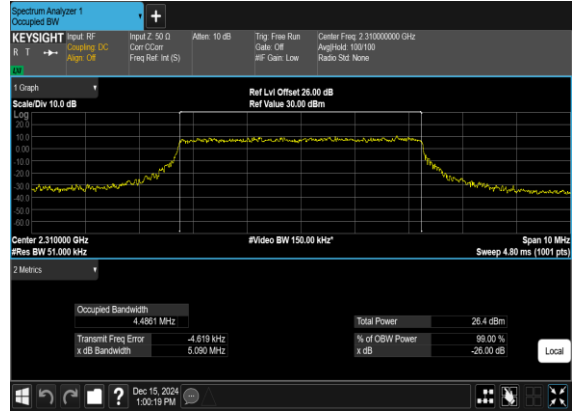 Spectrum Analyzer 1
Occupied BW
+
KEYSIGHT
R T
LW
Input: RF
Coupling: DC
Align: Off
Input Z: 50 Ω
Corr CCorr
Freq Ref: Int (S)
Atten: 10 dB
Trig: Free Run
Gate: Off
#IF Gain: Low
Center Freq: 2.310000000 GHz
Avg|Hold: 100/100
Radio Std: None
1 Graph
Scale/Div 10.0 dB
Ref Lvl Offset 26.00 dB
Ref Value 30.00 dBm
Log
20.0
10.0
0.00
-10.0
-20.0
-30.0
-40.0
-50.0
-60.0
Center 2.310000 GHz
#Res BW 51.000 kHz
#Video BW 150.00 kHz*
Span 10 MHz
Sweep 4.80 ms (1001 pts)
2 Metrics
Occupied Bandwidth
4.4861 MHz
Total Power 26.4 dBm
Transmit Freq Error -4.619 kHz
% of OBW Power 99.00 %
x dB Bandwidth 5.090 MHz
x dB -26.00 dB
Local
?
Dec 15, 2024
1:00:19 PM